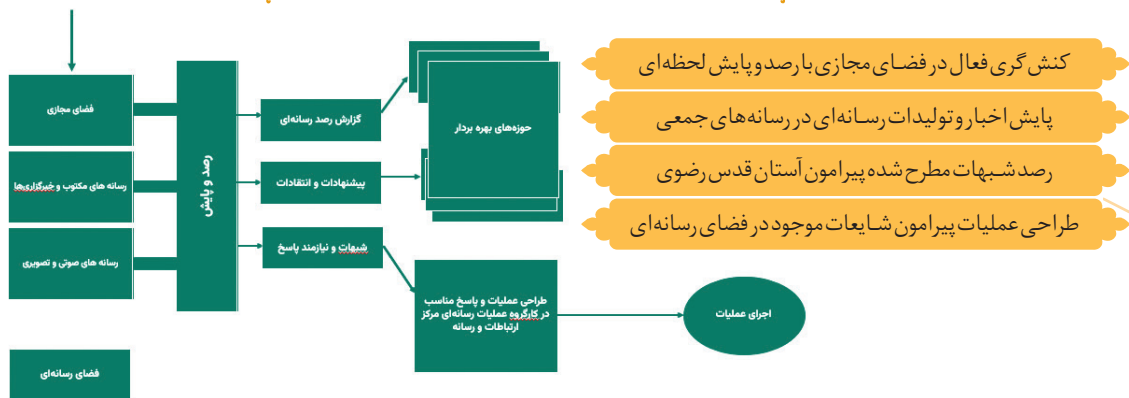 کنش‌گری فعال در فضـای مجازی با رصد و پایش لحظه‌ای
پایش اخبار و تولیدات رسـانه‌ای در رسانه‌های جمعی
رصد شـبهات مطرح شده پیرامون آستان قدس رضوی
طراحی عملیات پیرامون شـایعات موجود در فضای رسانه‌ای
فضای مجازی
رسانه های مکتوب و خبرگزاری‌ها
رسانه های صوتی و تصویری
فضای رسانه‌ای
رصد و پایش
گزارش رصد رسانه‌ای
پیشنهادات و انتقادات
شبهات و نیازمند پاسخ
حوزه‌های بهره بردار
طراحی عملیات و پاسخ مناسب
در کارگروه عملیات رسانه‌ای مرکز
ارتباطات و رسانه
اجرای عملیات